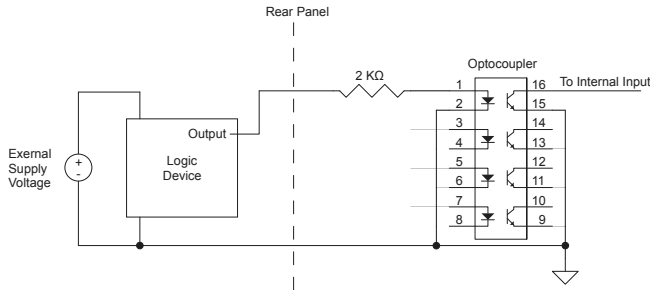 Rear Panel
Optocoupler
2 KΩ
1
16
To Internal Input
2
15
3
14
Output
4
13
Logic
Device
Exernal
Supply
Voltage
+
-
5
12
6
11
7
10
8
9